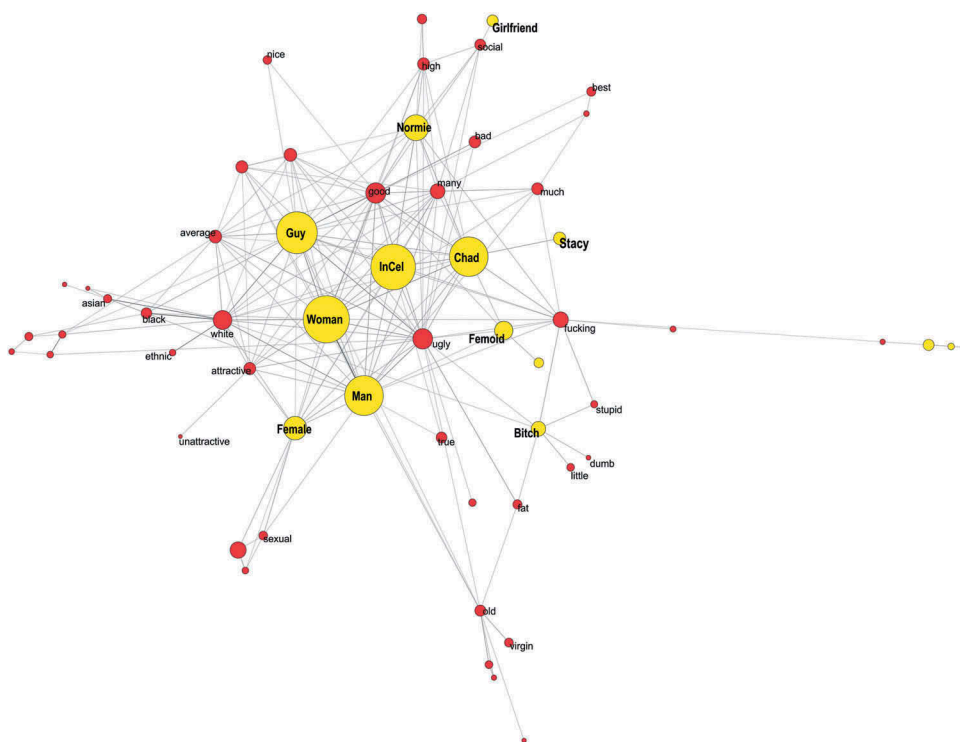 Girlfriend
social
nice
high
best
Normie
bad
good
many
much
average
Guy
Stacy
InCel
Chad
asian
black
white
Woman
Femoid
fucking
ethnic
ugly
attractive
Man
stupid
unattractive
Female
true
Bitch
dumb
little
fat
sexual
old
virgin